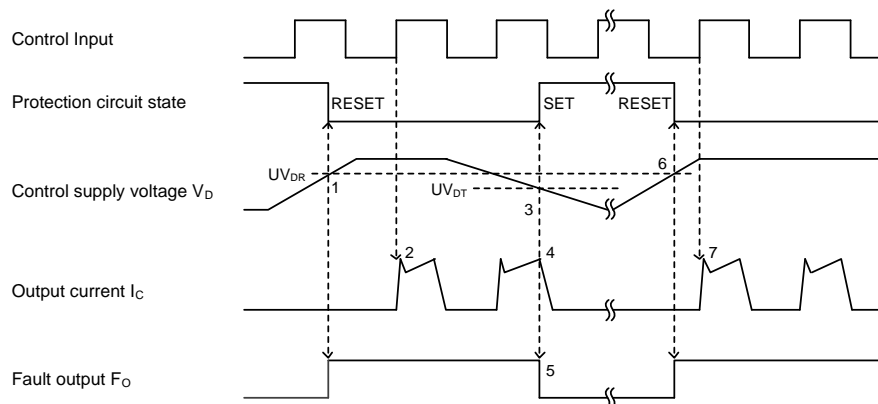 Control Input
Protection circuit state
RESET
SET
RESET
Control supply voltage VD
UVDR
1
UVDT
3
6
Output current IC
2
4
7
Fault output FO
5